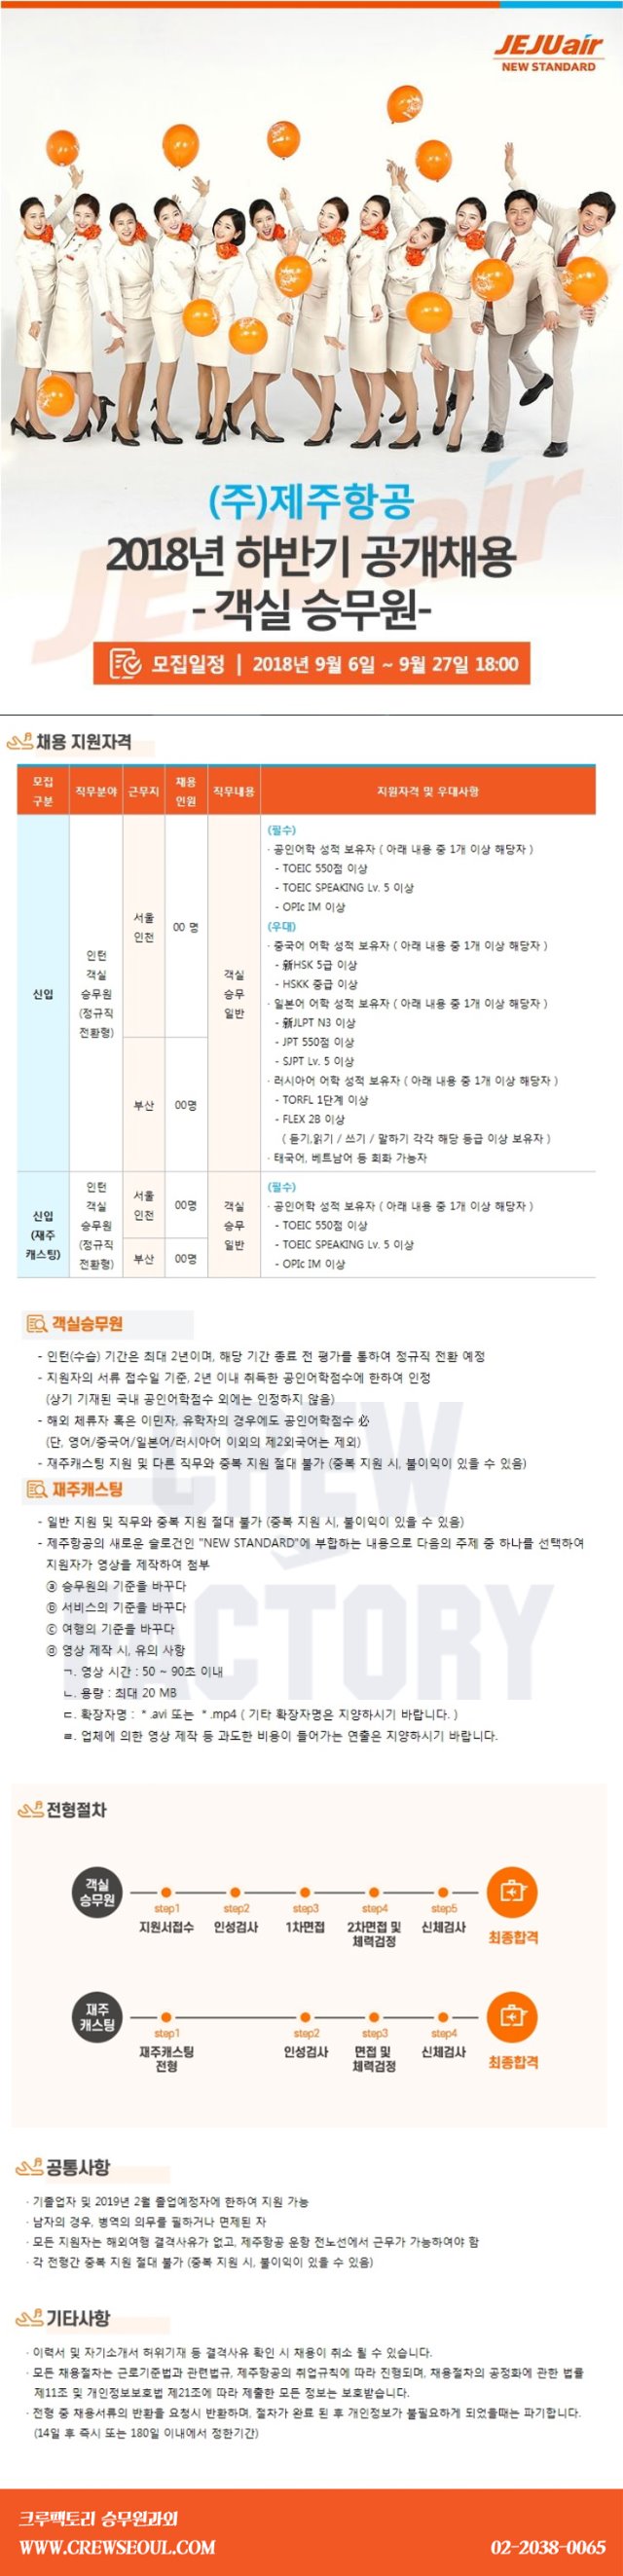 JEJUair
NEW STANDARD
(주)제주항공
2018년 하반기 공개채용
- 객실 승무원-
모집일정 | 2018년 9월 6일 ~ 9월 27일 18:00
채용 지원자격
모집
구분
직무분야
근무지
채용
인원
직무내용
지원자격 및 우대사항
신입
인턴
객실
승무원
(정규직
전환형)
서울
인천
00 명
부산
00명
객실
승무
일반
(필수)
· 공인어학 성적 보유자 ( 아래 내용 중 1개 이상 해당자 )
- TOEIC 550점 이상
- TOEIC SPEAKING Lv. 5 이상
- OPIc IM 이상
(우대)
· 중국어 어학 성적 보유자 ( 아래 내용 중 1개 이상 해당자 )
- 新HSK 5급 이상
- HSKK 중급 이상
· 일본어 어학 성적 보유자 ( 아래 내용 중 1개 이상 해당자 )
- 新JLPT N3 이상
- JPT 550점 이상
- SJPT Lv. 5 이상
· 러시아어 어학 성적 보유자 ( 아래 내용 중 1개 이상 해당자 )
- TORFL 1단계 이상
- FLEX 2B 이상
( 듣기,읽기 / 쓰기 / 말하기 각각 해당 등급 이상 보유자 )
· 태국어, 베트남어 등 회화 가능자
신입
(재주
캐스팅)
인턴
객실
승무원
(정규직
전환형)
서울
인천
00명
부산
00명
객실
승무
일반
(필수)
· 공인어학 성적 보유자 ( 아래 내용 중 1개 이상 해당자 )
- TOEIC 550점 이상
- TOEIC SPEAKING Lv. 5 이상
- OPIc IM 이상
객실승무원
- 인턴(수습) 기간은 최대 2년이며, 해당 기간 종료 전 평가를 통하여 정규직 전환 예정
- 지원자의 서류 접수일 기준, 2년 이내 취득한 공인어학점수에 한하여 인정
(상기 기재된 국내 공인어학점수 외에는 인정하지 않음)
- 해외 체류자 혹은 이민자, 유학자의 경우에도 공인어학점수 必
(단, 영어/중국어/일본어/러시아어 이외의 제2외국어는 제외)
- 재주캐스팅 지원 및 다른 직무와 중복 지원 절대 불가 (중복 지원 시, 불이익이 있을 수 있음)
재주캐스팅
- 일반 지원 및 직무와 중복 지원 절대 불가 (중복 지원 시, 불이익이 있을 수 있음)
- 제주항공의 새로운 슬로건인 "NEW STANDARD"에 부합하는 내용으로 다음의 주제 중 하나를 선택하여
지원자가 영상을 제작하여 첨부
ⓐ 승무원의 기준을 바꾸다
ⓑ 서비스의 기준을 바꾸다
ⓒ 여행의 기준을 바꾸다
ⓓ 영상 제작 시, 유의 사항
ㄱ. 영상 시간 : 50 ~ 90초 이내
ㄴ. 용량 : 최대 20 MB
ㄷ. 확장자명 : *.avi 또는 *.mp4 ( 기타 확장자명은 지양하시기 바랍니다. )
ㄹ. 업체에 의한 영상 제작 등 과도한 비용이 들어가는 연출은 지양하시기 바랍니다.
CREW
FACTORY
전형절차
객실
승무원
step1
지원서접수
step2
인성검사
step3
1차면접
step4
2차면접 및
체력검정
step5
신체검사
최종합격
재주
캐스팅
step1
재주캐스팅
전형
step2
인성검사
step3
면접 및
체력검정
step4
신체검사
최종합격
공통사항
· 기졸업자 및 2019년 2월 졸업예정자에 한하여 지원 가능
· 남자의 경우, 병역의 의무를 필하거나 면제된 자
· 모든 지원자는 해외여행 결격사유가 없고, 제주항공 운항 전노선에서 근무가 가능하여야 함
· 각 전형간 중복 지원 절대 불가 (중복 지원 시, 불이익이 있을 수 있음)
기타사항
· 이력서 및 자기소개서 허위기재 등 결격사유 확인 시 채용이 취소 될 수 있습니다.
· 모든 채용절차는 근로기준법과 관련법규, 제주항공의 취업규칙에 따라 진행되며, 채용절차의 공정화에 관한 법률
제11조 및 개인정보보호법 제21조에 따라 제출한 모든 정보는 보호받습니다.
· 전형 중 채용서류의 반환을 요청시 반환하며, 절차가 완료 된 후 개인정보가 불필요하게 되었을때는 파기합니다.
(14일 후 즉시 또는 180일 이내에서 정한기간)
크루팩토리 승무원과외
WWW.CREWSEOUL.COM
02-2038-0065